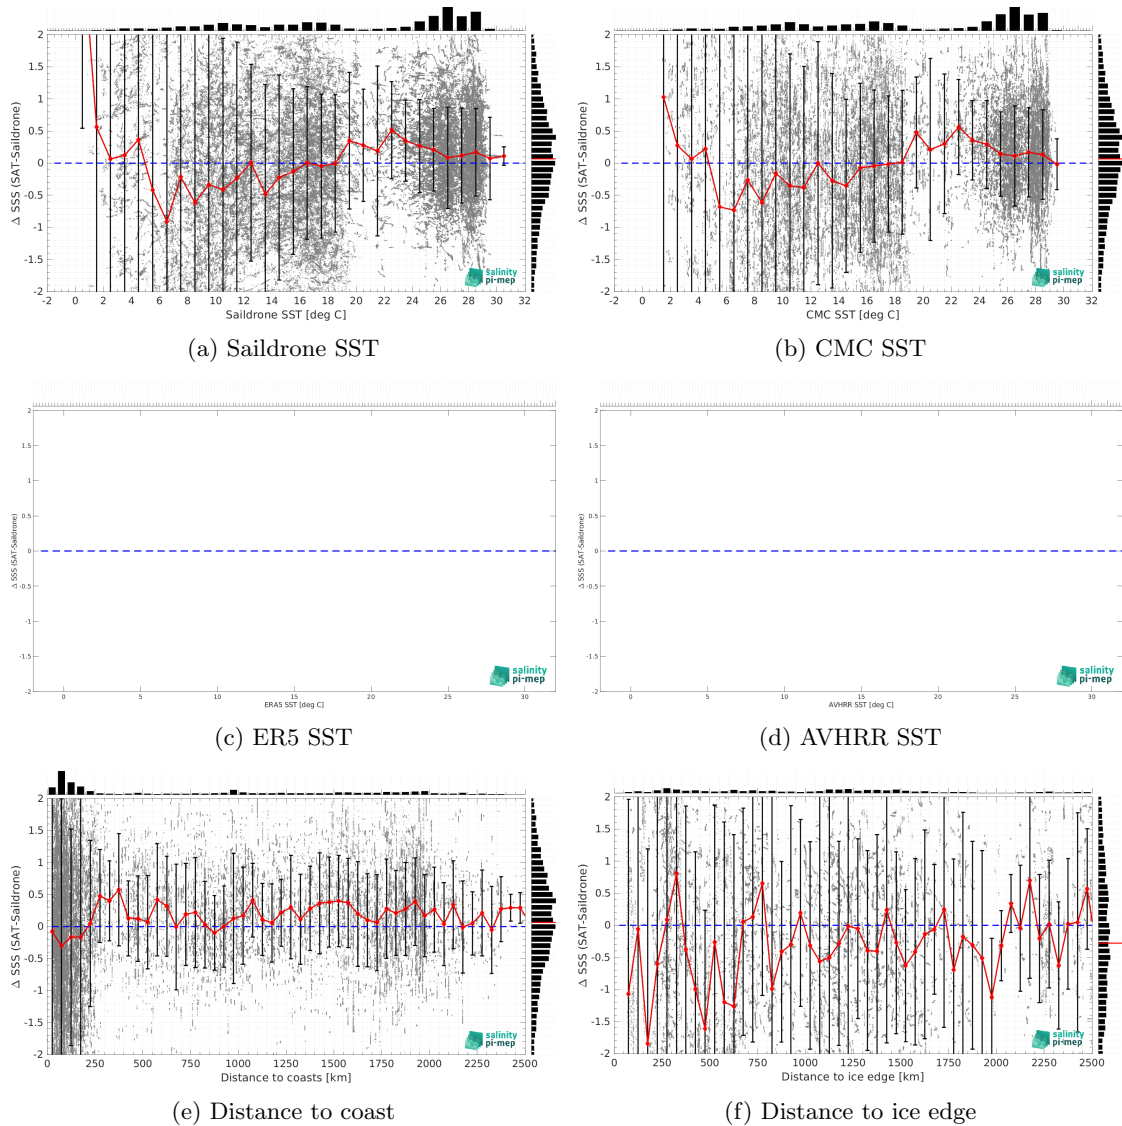 2
1.5
1
0.5
0
-0.5
-1
-1.5
-2
Δ SSS (SAT-Saildrone)
-2 0 2 4 6 8 10 12 14 16 18 20 22 24 26 28 30 32
Saildrone SST [deg C]
salinity
pi-mep
(a) Saildrone SST
2
1.5
1
0.5
0
-0.5
-1
-1.5
-2
Δ SSS (SAT-Saildrone)
-2 0 2 4 6 8 10 12 14 16 18 20 22 24 26 28 30 32
CMC SST [deg C]
salinity
pi-mep
(b) CMC SST
2
1.5
1
0.5
0
-0.5
-1
-1.5
-2
Δ SSS (SAT-Saildrone)
0 5 10 15 20 25 30
ERA5 SST [deg C]
salinity
pi-mep
(c) ER5 SST
2
1.5
1
0.5
0
-0.5
-1
-1.5
-2
Δ SSS (SAT-Saildrone)
0 5 10 15 20 25 30
AVHRR SST [deg C]
salinity
pi-mep
(d) AVHRR SST
2
1.5
1
0.5
0
-0.5
-1
-1.5
-2
Δ SSS (SAT-Saildrone)
0 250 500 750 1000 1250 1500 1750 2000 2250 2500
Distance to coasts [km]
salinity
pi-mep
(e) Distance to coast
2
1.5
1
0.5
0
-0.5
-1
-1.5
-2
Δ SSS (SAT-Saildrone)
0 250 500 750 1000 1250 1500 1750 2000 2250 2500
Distance to ice edge [km]
salinity
pi-mep
(f) Distance to ice edge